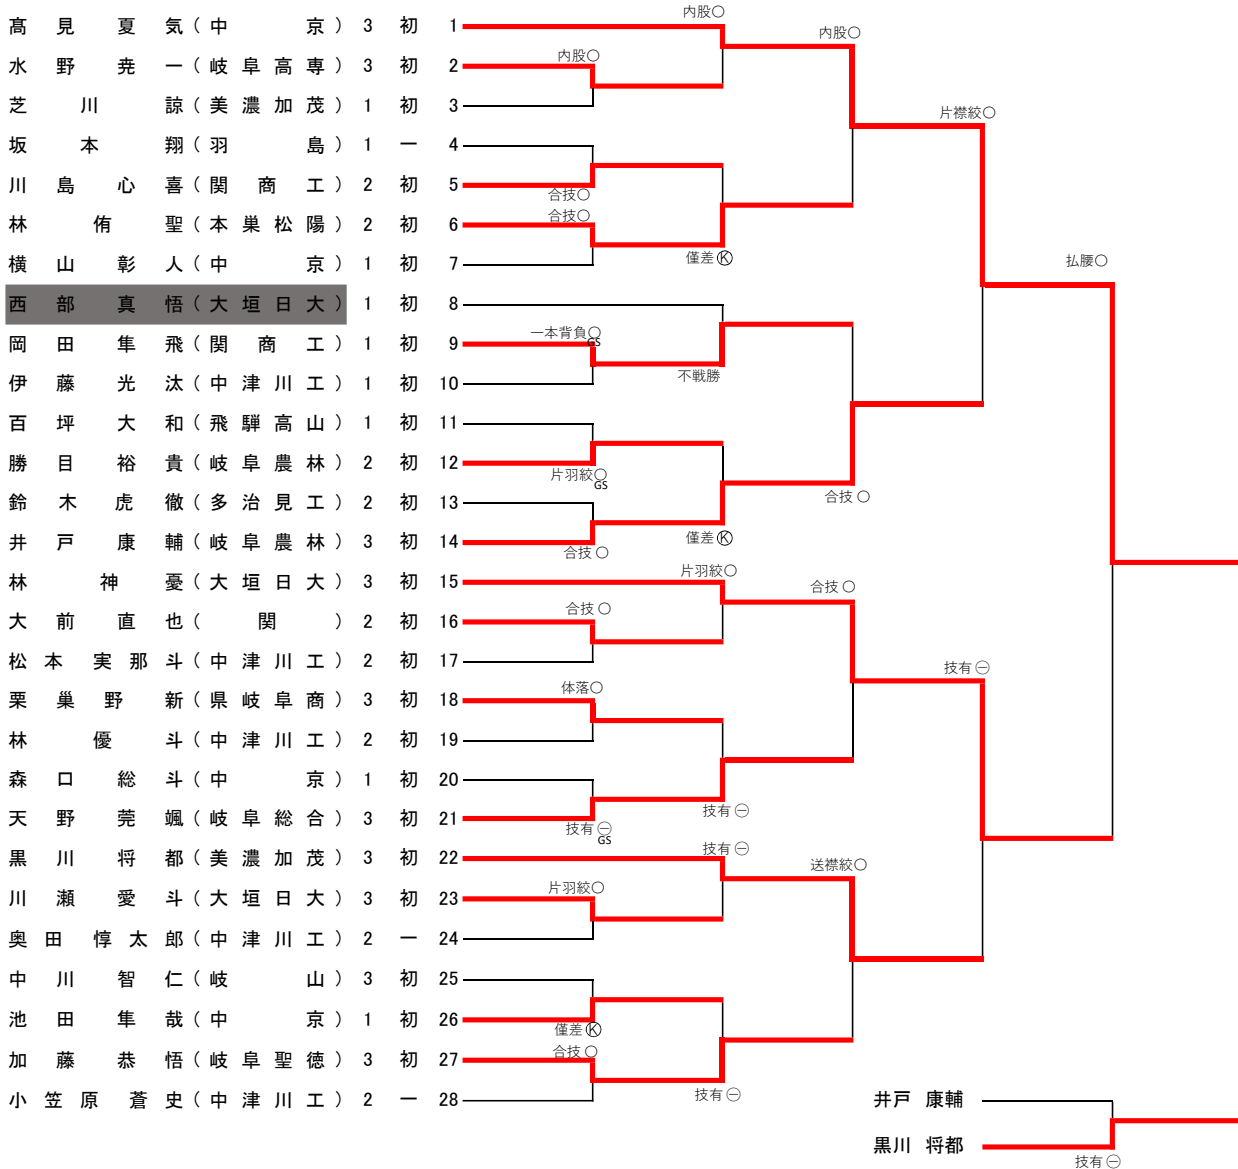 髙見夏気(中京) 3 初 1
水野尭一(岐阜高専) 3 初 2
芝川諒(美濃加茂) 1 初 3
坂本翔(羽島) 1 一 4
川島心喜(関商工) 2 初 5
林侑聖(本巣松陽) 2 初 6
横山彰人(中京) 1 初 7
西部真悟(大垣日大) 1 初 8
岡田隼飛(関商工) 1 初 9
伊藤光汰(中津川工) 1 初 10
百坪大和(飛騨高山) 1 初 11
勝目裕貴(岐阜農林) 2 初 12
鈴木虎徹(多治見工) 2 初 13
井戸康輔(岐阜農林) 3 初 14
林神憂(大垣日大) 3 初 15
大前直也(関) 2 初 16
松本実那斗(中津川工) 2 初 17
栗巣野新(県岐阜商) 3 初 18
林優斗(中津川工) 2 初 19
森口総斗(中京) 1 初 20
天野莞颯(岐阜総合) 3 初 21
黒川将都(美濃加茂) 3 初 22
川瀬愛斗(大垣日大) 3 初 23
奥田惇太郎(中津川工) 2 一 24
中川智仁(岐山) 3 初 25
池田隼哉(中京) 1 初 26
加藤恭悟(岐阜聖徳) 3 初 27
小笠原蒼史(中津川工) 2 一 28
内股○
合技○
合技○
一本背負○
GS
片羽絞○
GS
合技○
合技○
体落○
技有㊀
GS
片羽絞○
僅差Ⓚ
合技○
内股○
僅差Ⓚ
不戦勝
僅差Ⓚ
片羽絞○
技有㊀
技有㊀
技有㊀
内股○
合技○
合技○
送襟絞○
片襟絞○
技有㊀
払腰○
井戸 康輔
黒川 将都
技有㊀